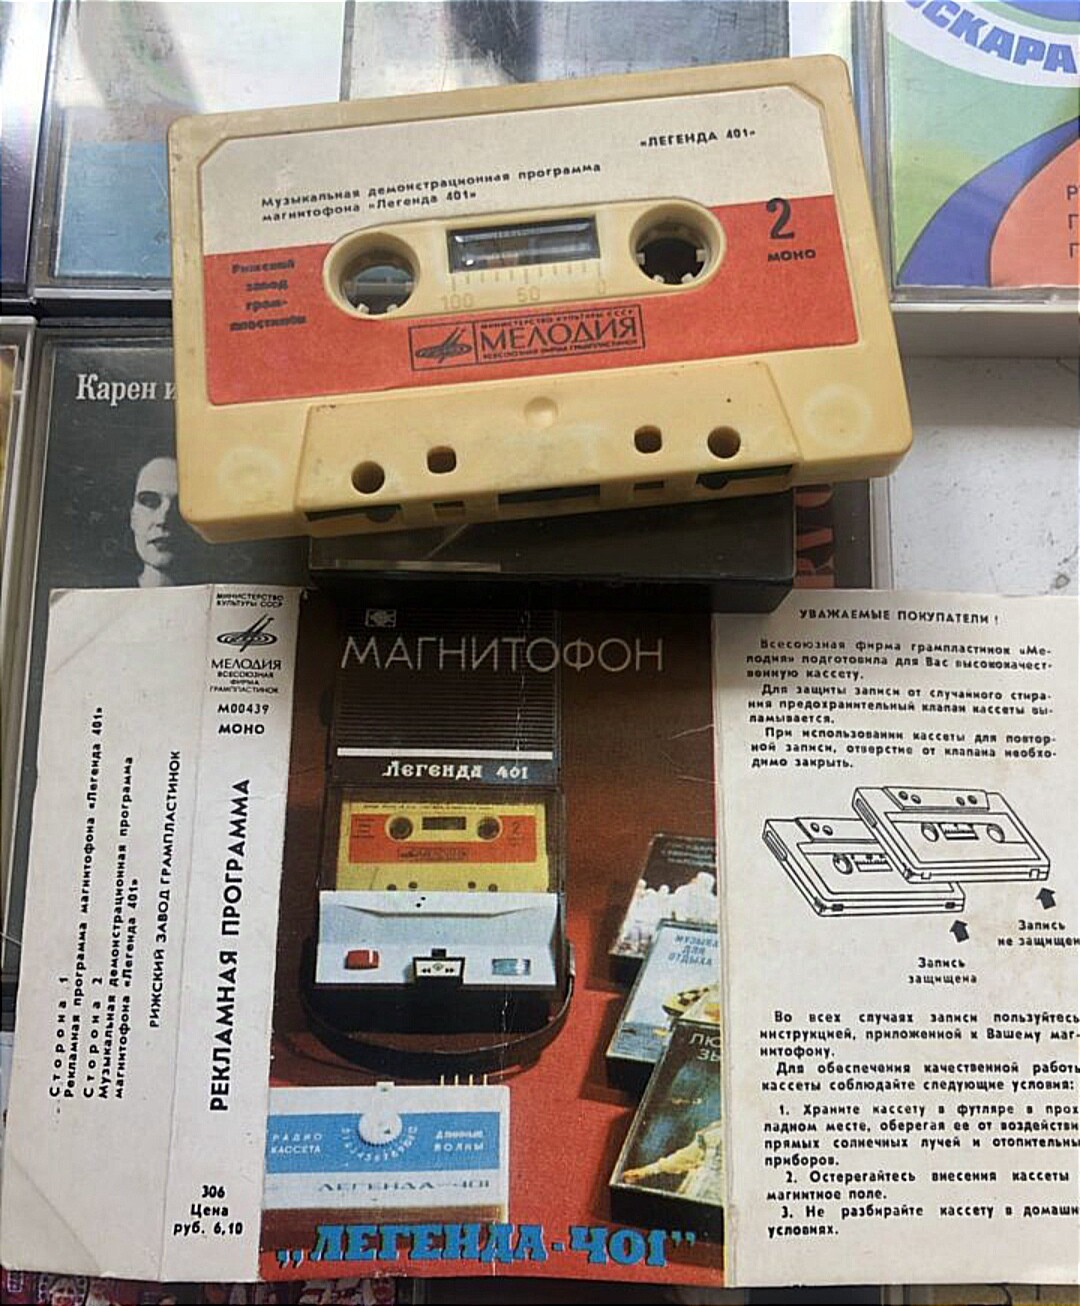 СКАРА
«ЛЕГЕНДА 401»
Музыкальная демонстрационная программа
магнитофона «Легенда 401»
2
моно
Рижский
завод
грам-
пластинок
100 50 0
МИНИСТЕРСТВО КУЛЬТУРЫ СССР
МЕЛОДИЯ
ВСЕСОЮЗНАЯ ФИРМА ГРАМПЛАСТИНОК
Карен и
Сторона 1
Рекламная программа магнитофона «Легенда 401»
Сторона 2
Музыкальная демонстрационная программа
магнитофона «Легенда 401»
РИЖСКИЙ ЗАВОД ГРАМПЛАСТИНОК
МИНИСТЕРСТВО
КУЛЬТУРЫ СССР
МЕЛОДИЯ
ВСЕСОЮЗНАЯ
ФИРМА
ГРАМПЛАСТИНОК
М00439
МОНО
РЕКЛАМНАЯ ПРОГРАММА
306
Цена
руб. 6,10
МАГНИТОФОН
Легенда 401
2
МУЗЫКА
ДЛЯ
ОТДЫХА
РАДИО
КАССЕТА
ДЛИННЫЕ
ВОЛНЫ
ЛЕГЕНДА—401
„ЛЕГЕНДА-401”
УВАЖАЕМЫЕ ПОКУПАТЕЛИ!
Всесоюзная фирма грампластинок «Ме-
лодия» подготовила для Вас высококачест-
венную кассету.
Для защиты записи от случайного стира-
ния предохранительный клапан кассеты вы-
ламывается.
При использовании кассеты для повтор-
ной записи, отверстие от клапана необхо-
димо закрыть.
Запись
не защищен
Запись
защищена
Во всех случаях записи пользуйтесь
инструкцией, приложенной к Вашему маг-
нитофону.
Для обеспечения качественной работы
кассеты соблюдайте следующие условия:
1. Храните кассету в футляре в прох-
ладном месте, оберегая ее от воздействи
прямых солнечных лучей и отопительны
приборов.
2. Остерегайтесь внесения кассеты
магнитное поле.
3. Не разбирайте кассету в домашн
условиях.